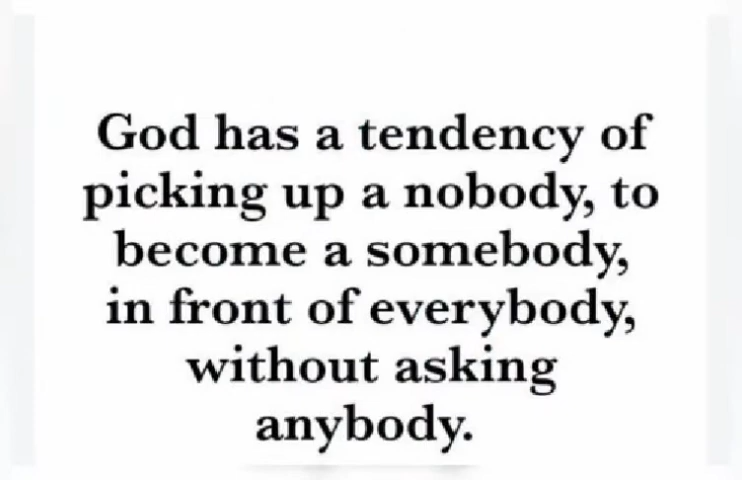 God has a tendency of
picking up a nobody, to
become a somebody,
in front of everybody,
without asking
anybody.